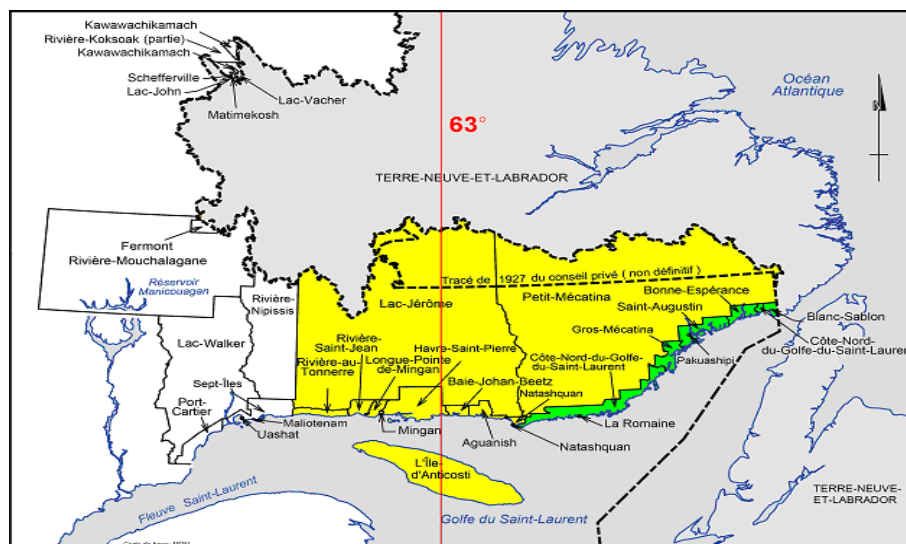 Kawawachikamach
Rivière-Koksoak (partie)
Kawawachikamach
Schefferville
Lac-John
Matimekosh
Lac-Vacher
Océan
Atlantique
N
63°
TERRE-NEUVE-ET-LABRADOR
Fermont
Rivière-Mouchalagane
Réservoir
Manicouagan
Rivière-
Nipissis
Lac-Walker
Tracé de 1927 du conseil privé ( non définitif )
Lac-Jérôme
Petit-Mécatina
Bonne-Espérance
Saint-Augustin
Blanc-Sablon
Gros-Mécatina
Côte-Nord-
du-Golfe-du-Saint-Laurent
Pakuashipi
Rivière-
Saint-Jean
Rivière-au-
Tonnerre
Longue-Pointe
de-Mingan
Havre-Saint-Pierre
Côte-Nord-du-Golfe-
du-Saint-Laurent
Baie-Johan-Beetz
Natashquan
Sept-Îles
Port-
Cartier
Maliotenam
Uashat
Mingan
Aguanish
La Romaine
Natashquan
L'Île-
d'Anticosti
Fleuve Saint-Laurent
Golfe du Saint-Laurent
TERRE-NEUVE-
ET-LABRADOR